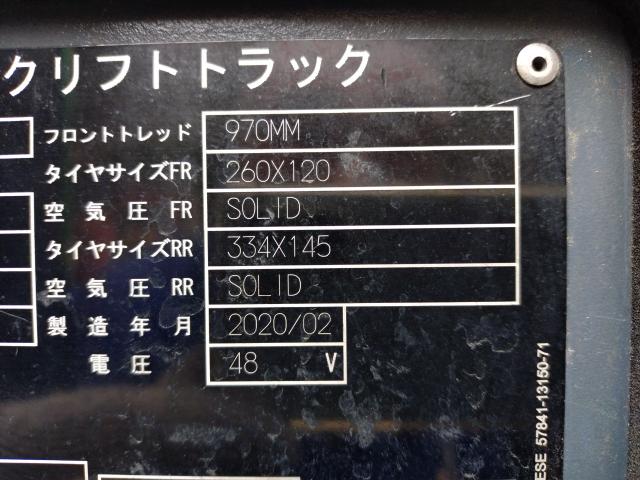 クリフトトラック
フロントトレッド 970MM
タイヤサイズFR 260X120
空気圧 FR SOLID
タイヤサイズRR 334X145
空気圧 RR SOLID
製造年月 2020/02
電圧 48 V
ESE 57841-13150-71